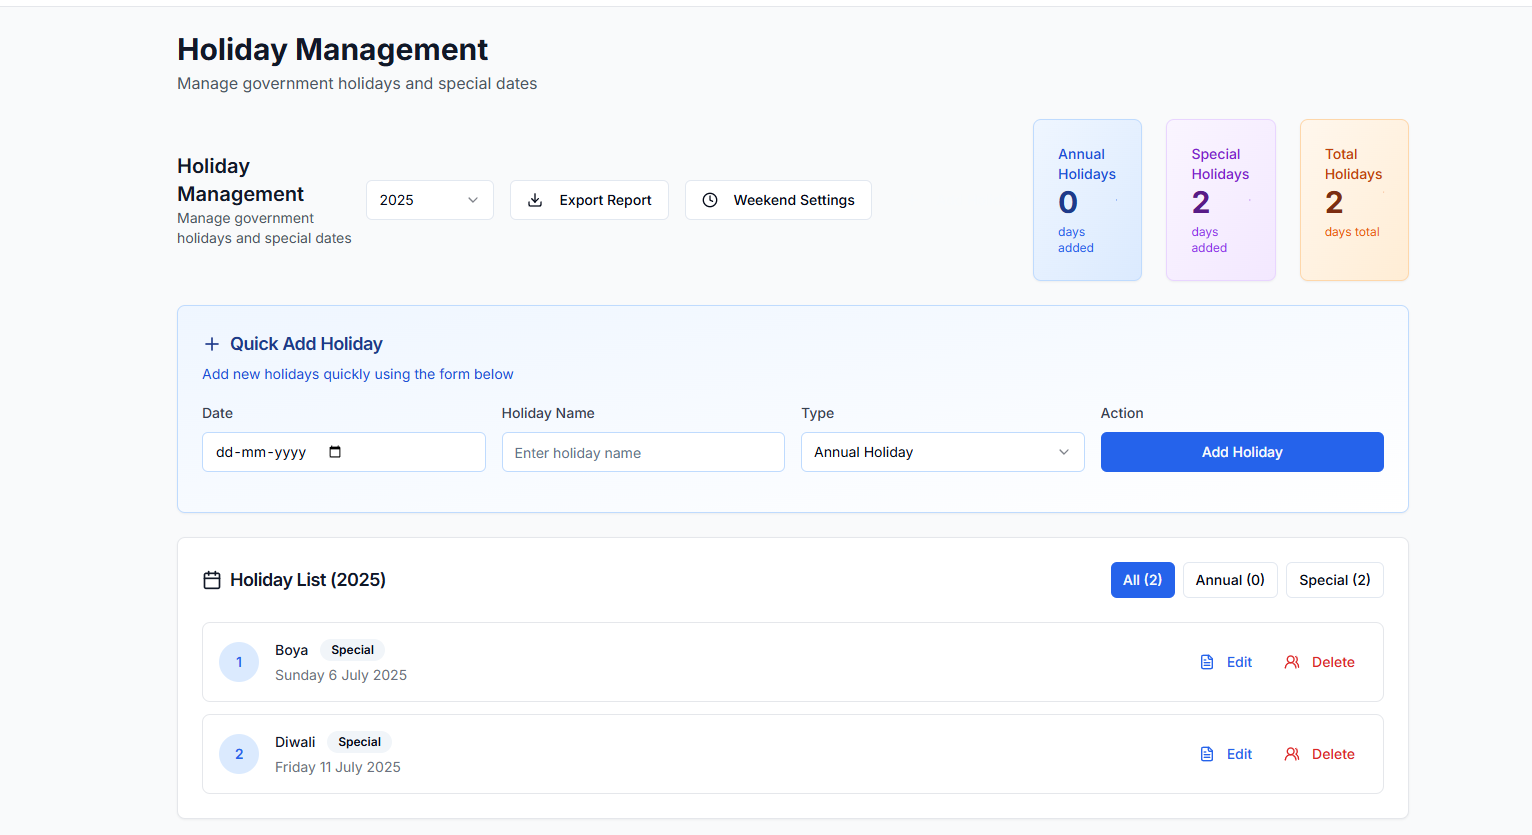 Holiday Management
Manage government holidays and special dates
Holiday
Management
Manage government
holidays and special dates
2025
Export Report
Weekend Settings
Annual
Holidays
0
days
added
Special
Holidays
2
days
added
Total
Holidays
2
days total
Quick Add Holiday
Add new holidays quickly using the form below
Date
Holiday Name
Type
Action
dd-mm-yyyy
Enter holiday name
Annual Holiday
Add Holiday
Holiday List (2025)
All (2)
Annual (0)
Special (2)
1
Boya Special
Sunday 6 July 2025
Edit
Delete
2
Diwali Special
Friday 11 July 2025
Edit
Delete